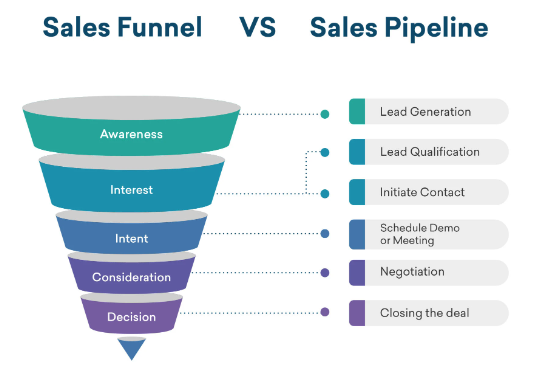 Sales Funnel VS Sales Pipeline
Awareness
Lead Generation
Lead Qualification
Interest
Initiate Contact
Intent
Schedule Demo
or Meeting
Consideration
Negotiation
Decision
Closing the deal